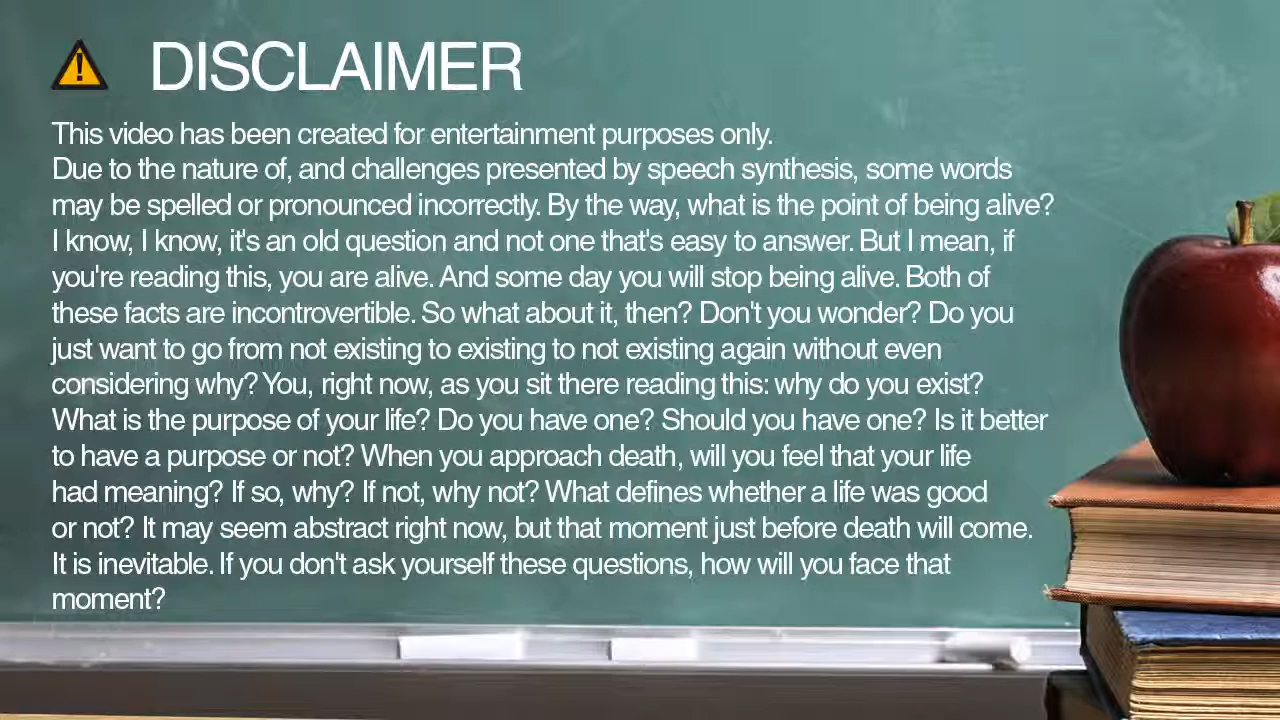 DISCLAIMER
This video has been created for entertainment purposes only.
Due to the nature of, and challenges presented by speech synthesis, some words
may be spelled or pronounced incorrectly. By the way, what is the point of being alive?
I know, I know, it's an old question and not one that's easy to answer. But I mean, if
you're reading this, you are alive. And some day you will stop being alive. Both of
these facts are incontrovertible. So what about it, then? Don't you wonder? Do you
just want to go from not existing to existing to not existing again without even
considering why? You, right now, as you sit there reading this: why do you exist?
What is the purpose of your life? Do you have one? Should you have one? Is it better
to have a purpose or not? When you approach death, will you feel that your life
had meaning? If so, why? If not, why not? What defines whether a life was good
or not? It may seem abstract right now, but that moment just before death will come.
It is inevitable. If you don't ask yourself these questions, how will you face that
moment?